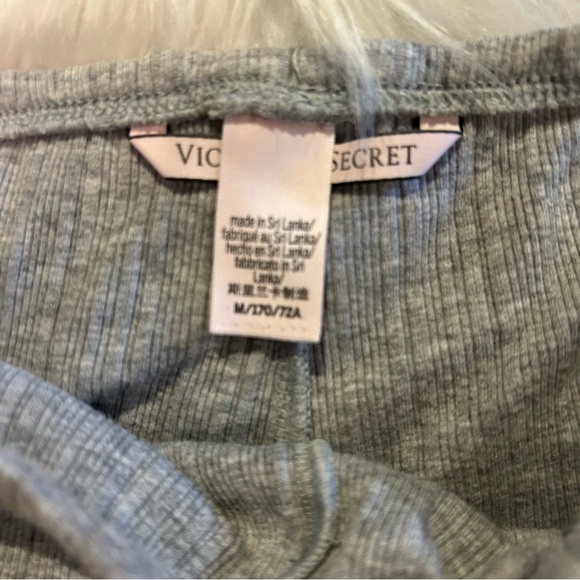 VIC SECRET
made in Sri Lanka/
fabriqué au Sri Lanka/
hecho en Sri Lanka/
fabbricato in Sri
Lanka/
斯里兰卡制造
M/170/72A